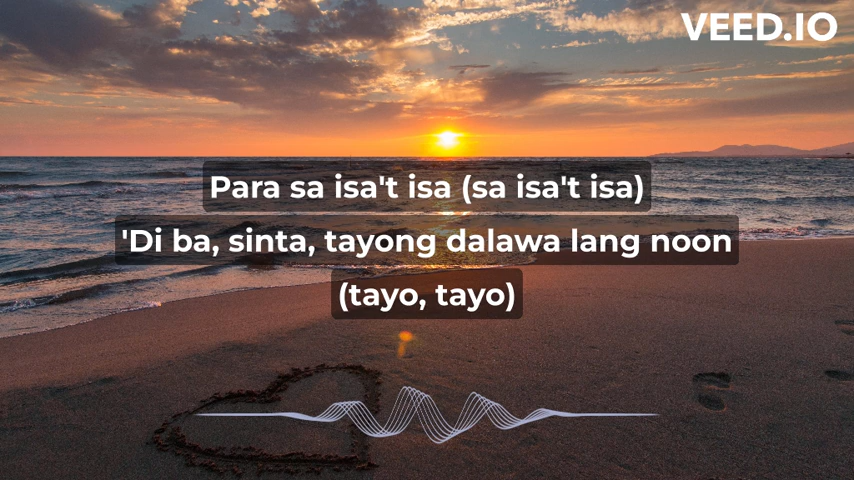 VEED.IO
Para sa isa't isa (sa isa't isa)
'Di ba, sinta, tayong dalawa lang noon
(tayo, tayo)